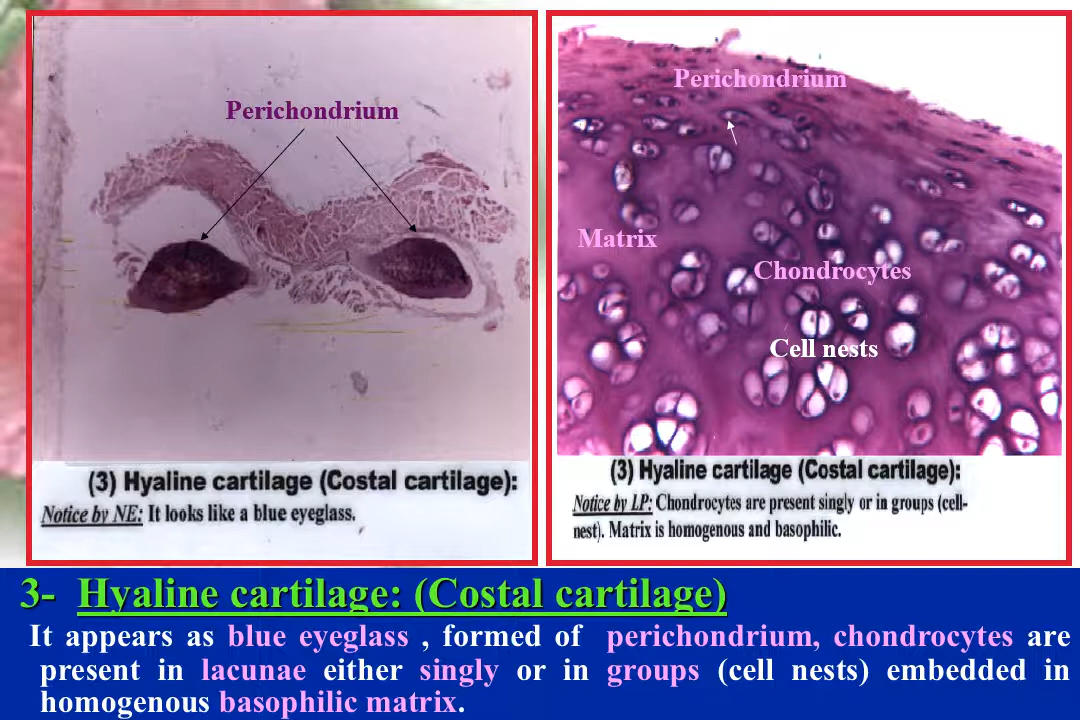 Perichondrium
(3) Hyaline cartilage (Costal cartilage):
Notice by NE: It looks like a blue eyeglass.
Perichondrium
Matrix
Chondrocytes
Cell nests
(3) Hyaline cartilage (Costal cartilage):
Notice by LP: Chondrocytes are present singly or in groups (cell-
nest). Matrix is homogenous and basophilic.
3- Hyaline cartilage: (Costal cartilage)
It appears as blue eyeglass , formed of perichondrium, chondrocytes are
present in lacunae either singly or in groups (cell nests) embedded in
homogenous basophilic matrix.